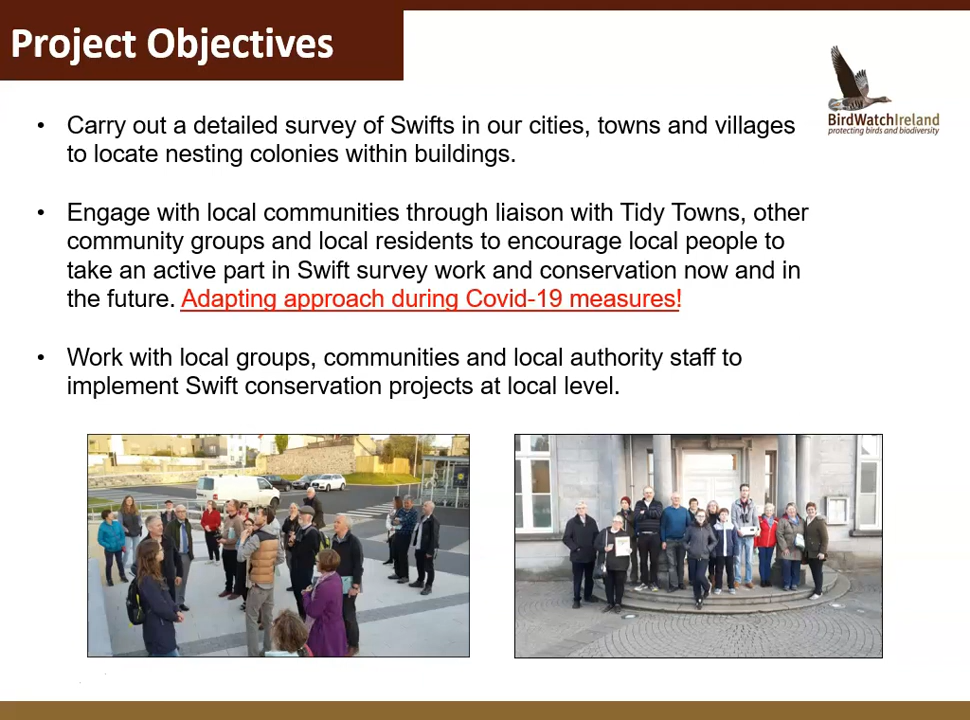 Project Objectives
BirdWatchIreland
protecting birds and biodiversity
• Carry out a detailed survey of Swifts in our cities, towns and villages
to locate nesting colonies within buildings.
• Engage with local communities through liaison with Tidy Towns, other
community groups and local residents to encourage local people to
take an active part in Swift survey work and conservation now and in
the future. Adapting approach during Covid-19 measures!
• Work with local groups, communities and local authority staff to
implement Swift conservation projects at local level.